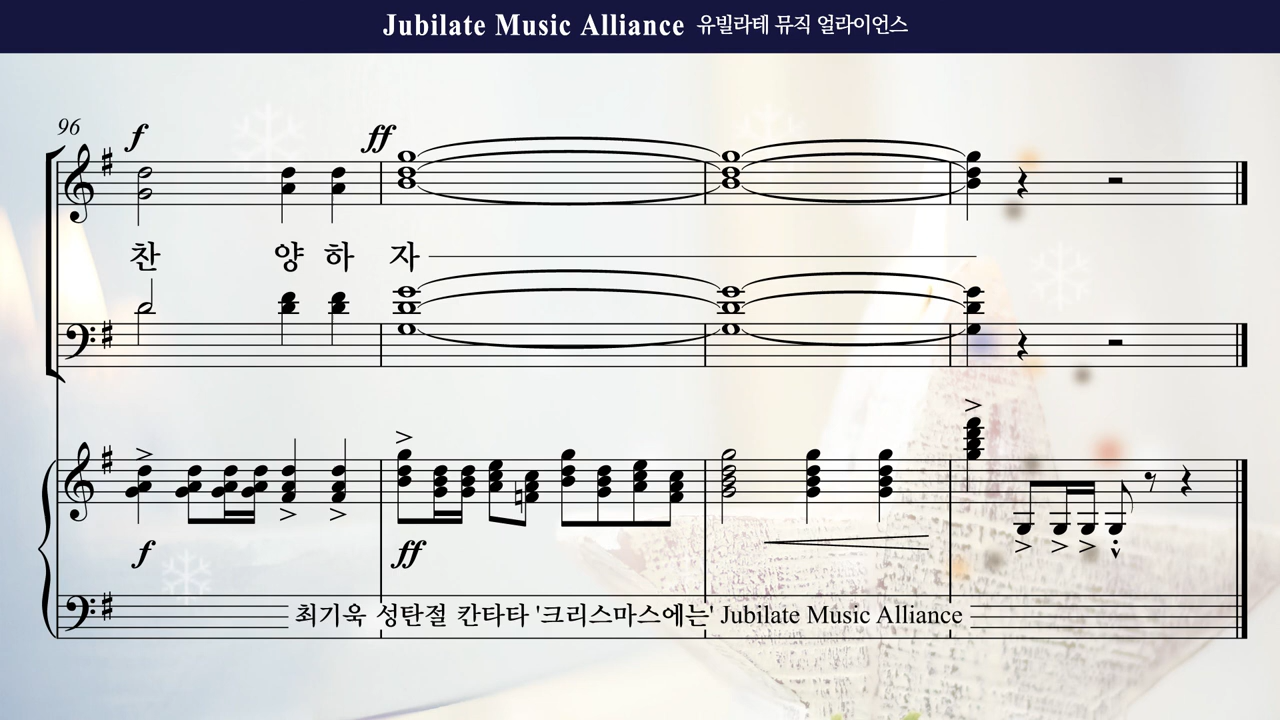 Jubilate Music Alliance 유빌라테 뮤직 얼라이언스
96
f
ff
찬 양 하 자
f
ff
최기욱 성탄절 칸타타 '크리스마스에는' Jubilate Music Alliance